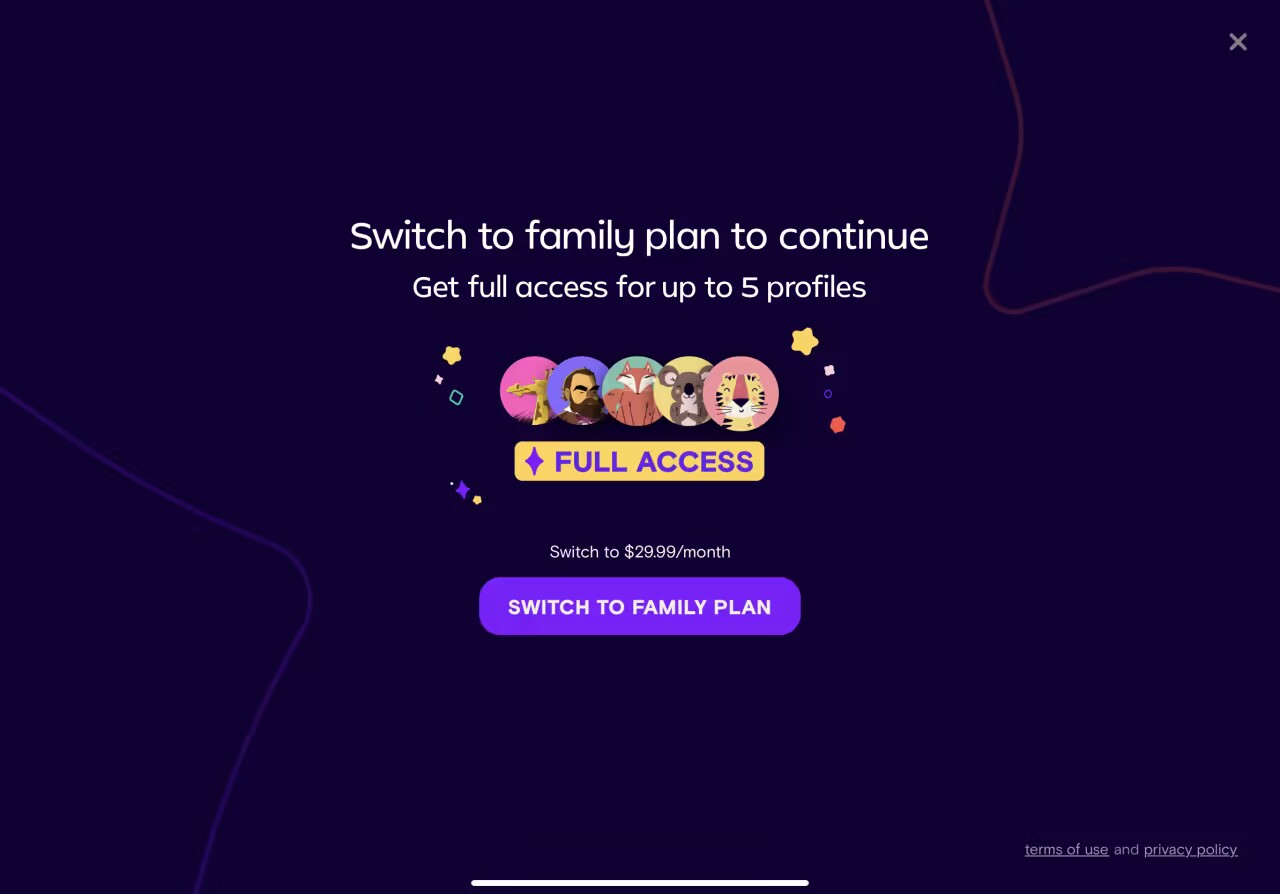 Switch to family plan to continue
Get full access for up to 5 profiles
FULL ACCESS
Switch to $29.99/month
SWITCH TO FAMILY PLAN
terms of use and privacy policy